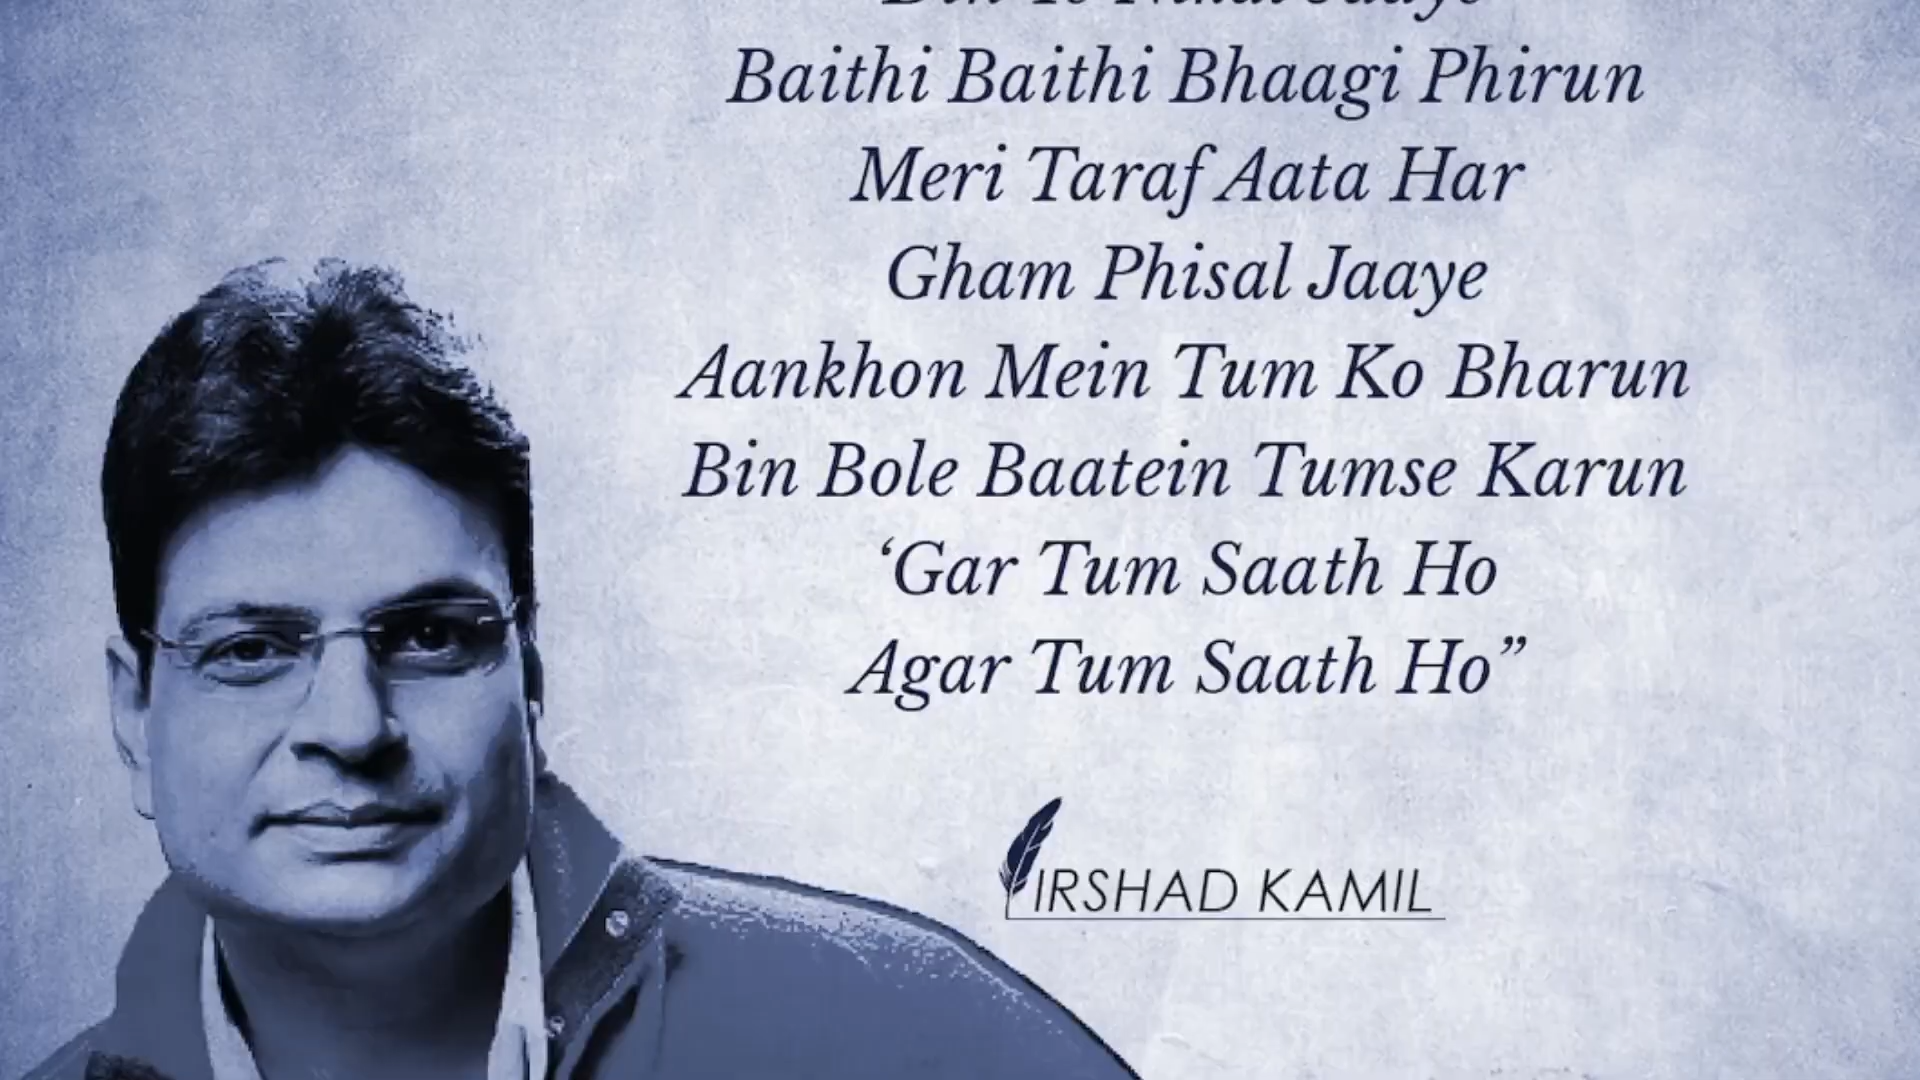 Baithi Baithi Bhaagi Phirun
Meri Taraf Aata Har
Gham Phisal Jaaye
Aankhon Mein Tum Ko Bharun
Bin Bole Baatein Tumse Karun
‘Gar Tum Saath Ho
Agar Tum Saath Ho”
IRSHAD KAMIL